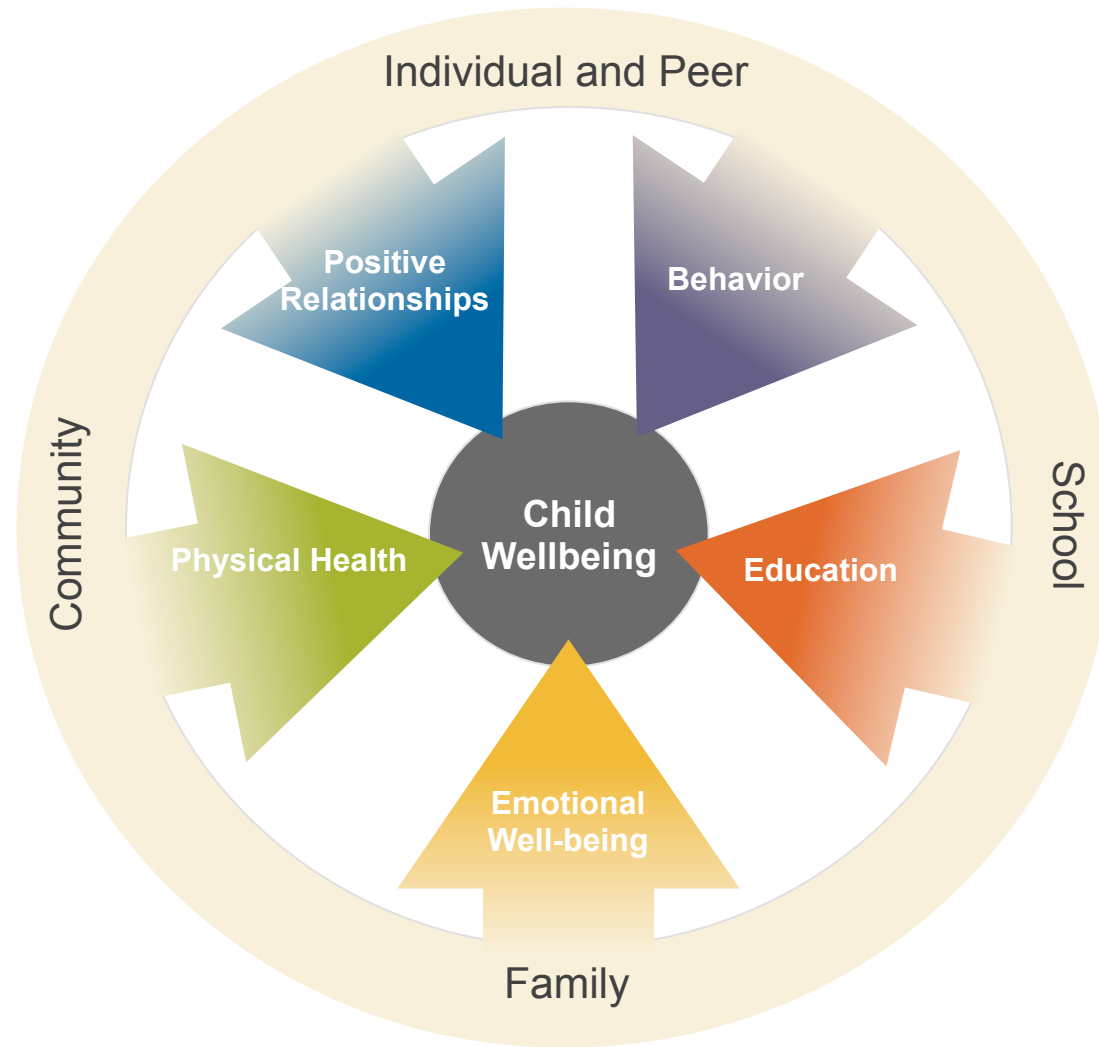 Individual and Peer
Positive
Relationships
Behavior
Community
School
Child
Wellbeing
Physical Health
Education
Emotional
Well-being
Family